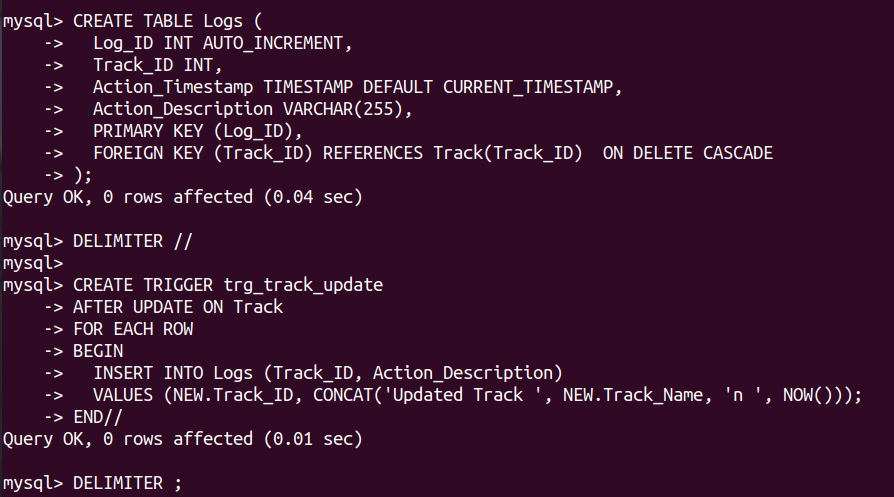 mysql> CREATE TABLE Logs (
    ->   Log_ID INT AUTO_INCREMENT,
    ->   Track_ID INT,
    ->   Action_Timestamp TIMESTAMP DEFAULT CURRENT_TIMESTAMP,
    ->   Action_Description VARCHAR(255),
    ->   PRIMARY KEY (Log_ID),
    ->   FOREIGN KEY (Track_ID) REFERENCES Track(Track_ID)  ON DELETE CASCADE
    -> );
Query OK, 0 rows affected (0.04 sec)

mysql> DELIMITER //
mysql>
mysql> CREATE TRIGGER trg_track_update
    -> AFTER UPDATE ON Track
    -> FOR EACH ROW
    -> BEGIN
    ->   INSERT INTO Logs (Track_ID, Action_Description)
    ->   VALUES (NEW.Track_ID, CONCAT('Updated Track ', NEW.Track_Name, 'n ', NOW()));
    -> END//
Query OK, 0 rows affected (0.01 sec)

mysql> DELIMITER ;